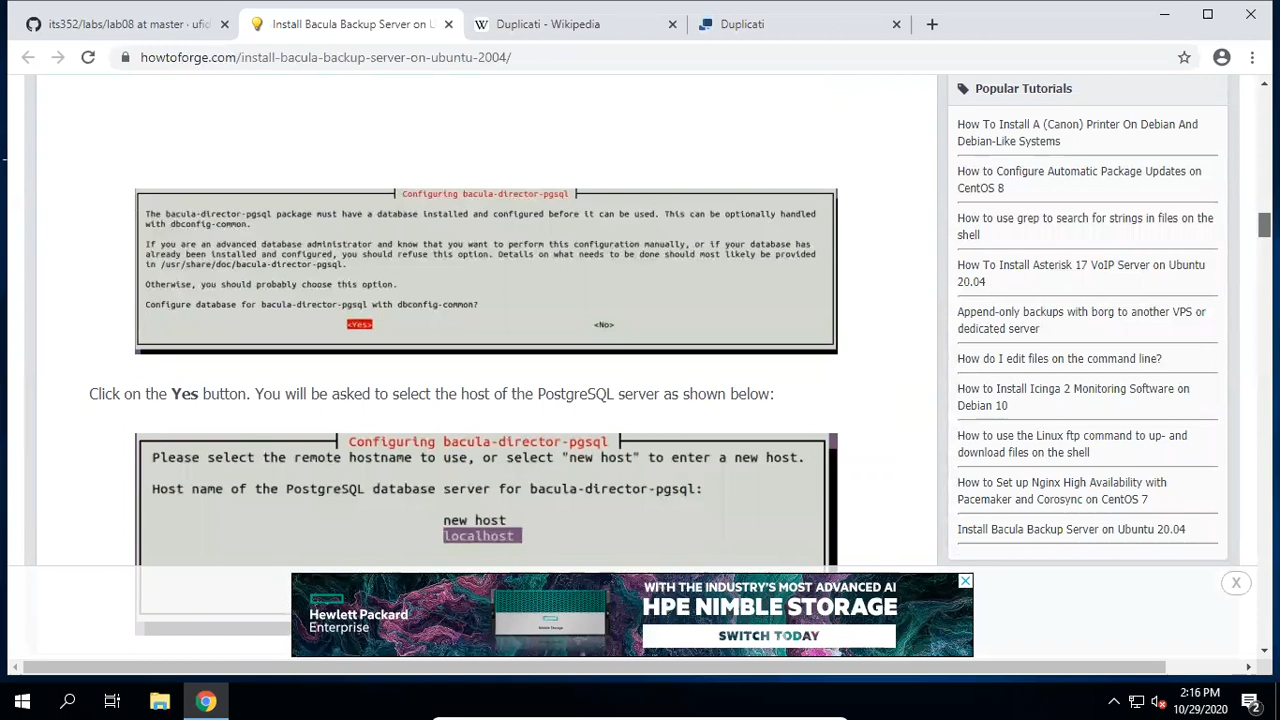 its352/labs/lab08 at master · ufid
Install Bacula Backup Server on U
Duplicati - Wikipedia
Duplicati
howtoforge.com/install-bacula-backup-server-on-ubuntu-2004/
Configuring bacula-director-pgsql
The bacula-director-pgsql package must have a database installed and configured before it can be used. This can be optionally handled
with dbconfig-common.
If you are an advanced database administrator and know that you want to perform this configuration manually, or if your database has
already been installed and configured, you should refuse this option. Details on what needs to be done should most likely be provided
in /usr/share/doc/bacula-director-pgsql.
Otherwise, you should probably choose this option.
Configure database for bacula-director-pgsql with dbconfig-common?
<Yes> <No>
Click on the Yes button. You will be asked to select the host of the PostgreSQL server as shown below:
Configuring bacula-director-pgsql
Please select the remote hostname to use, or select "new host" to enter a new host.
Host name of the PostgreSQL database server for bacula-director-pgsql:
new host
localhost
Popular Tutorials
How To Install A (Canon) Printer On Debian And
Debian-Like Systems
How to Configure Automatic Package Updates on
CentOS 8
How to use grep to search for strings in files on the
shell
How To Install Asterisk 17 VoIP Server on Ubuntu
20.04
Append-only backups with borg to another VPS or
dedicated server
How do I edit files on the command line?
How to Install Icinga 2 Monitoring Software on
Debian 10
How to use the Linux ftp command to up- and
download files on the shell
How to Set up Nginx High Availability with
Pacemaker and Corosync on CentOS 7
Install Bacula Backup Server on Ubuntu 20.04
Hewlett Packard
Enterprise
WITH THE INDUSTRY'S MOST ADVANCED AI
HPE NIMBLE STORAGE
SWITCH TODAY
X
2:16 PM
10/29/2020
2